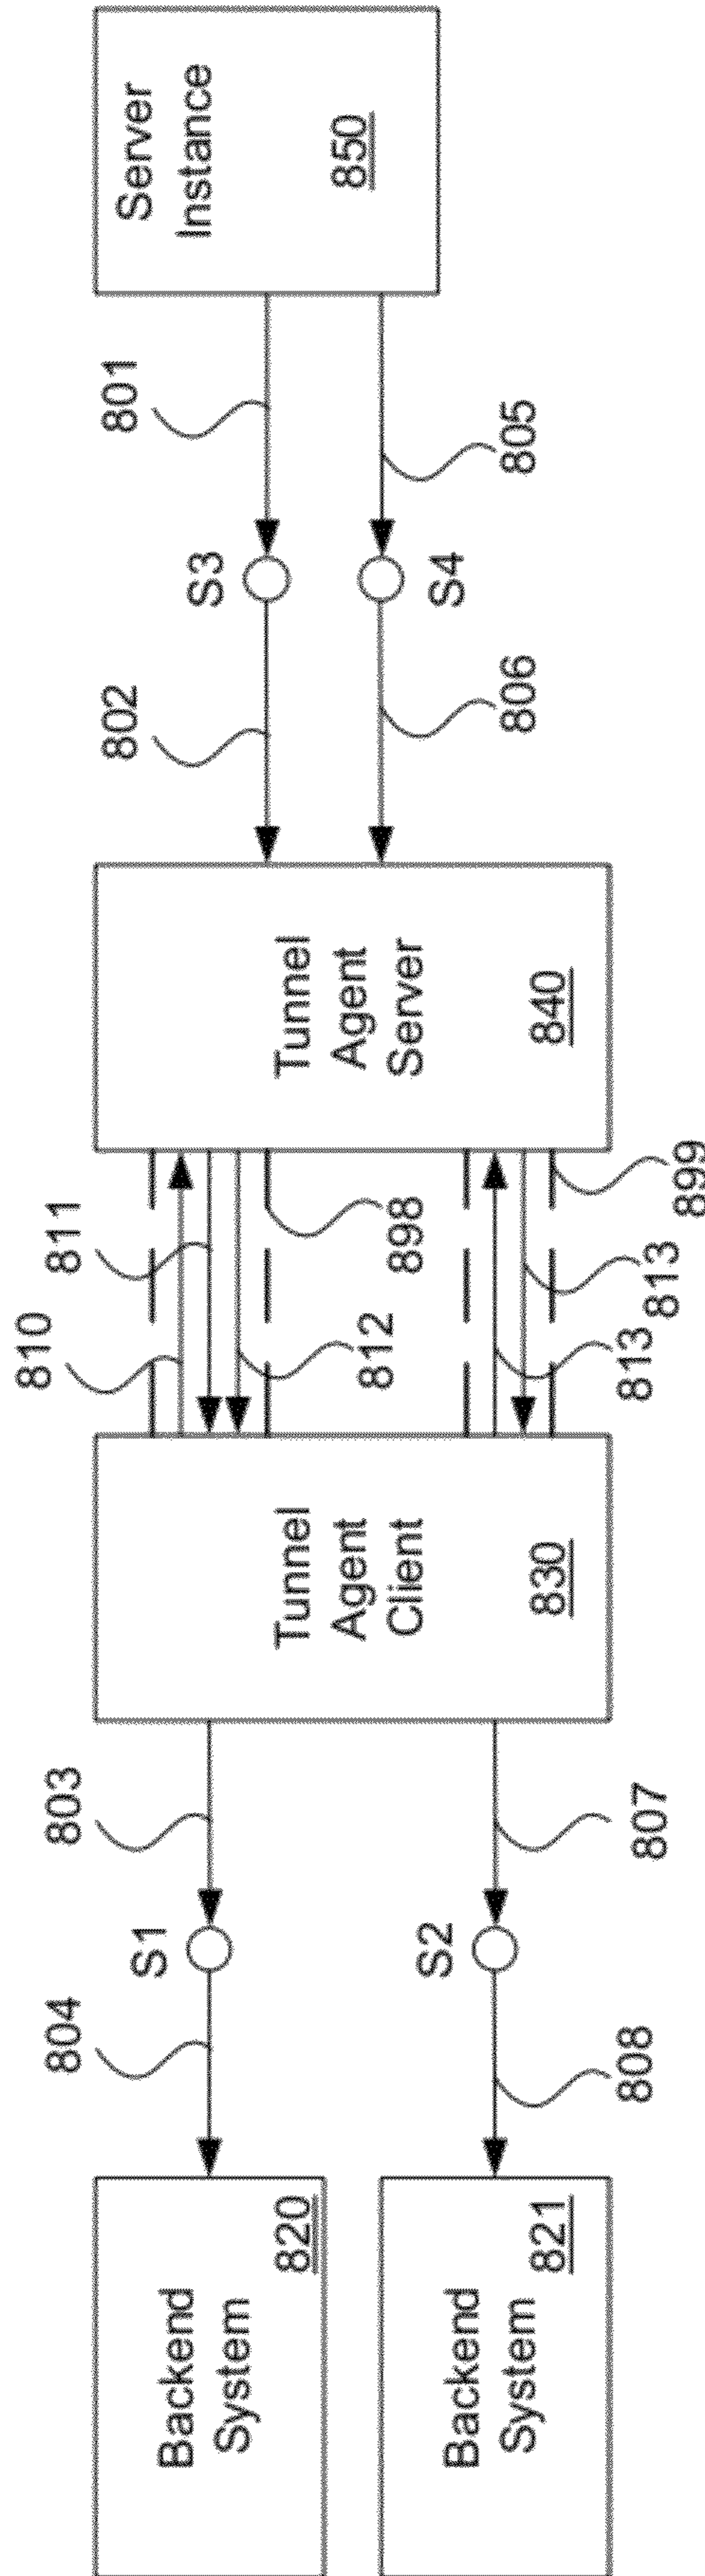 Backend
System
820
Backend
System
821
804
S1
803
808
S2
807
Tunnel
Agent
Client
830
810
811
812
898
813
813
899
Tunnel
Agent
Server
840
802
S3
801
806
S4
805
Server
Instance
850